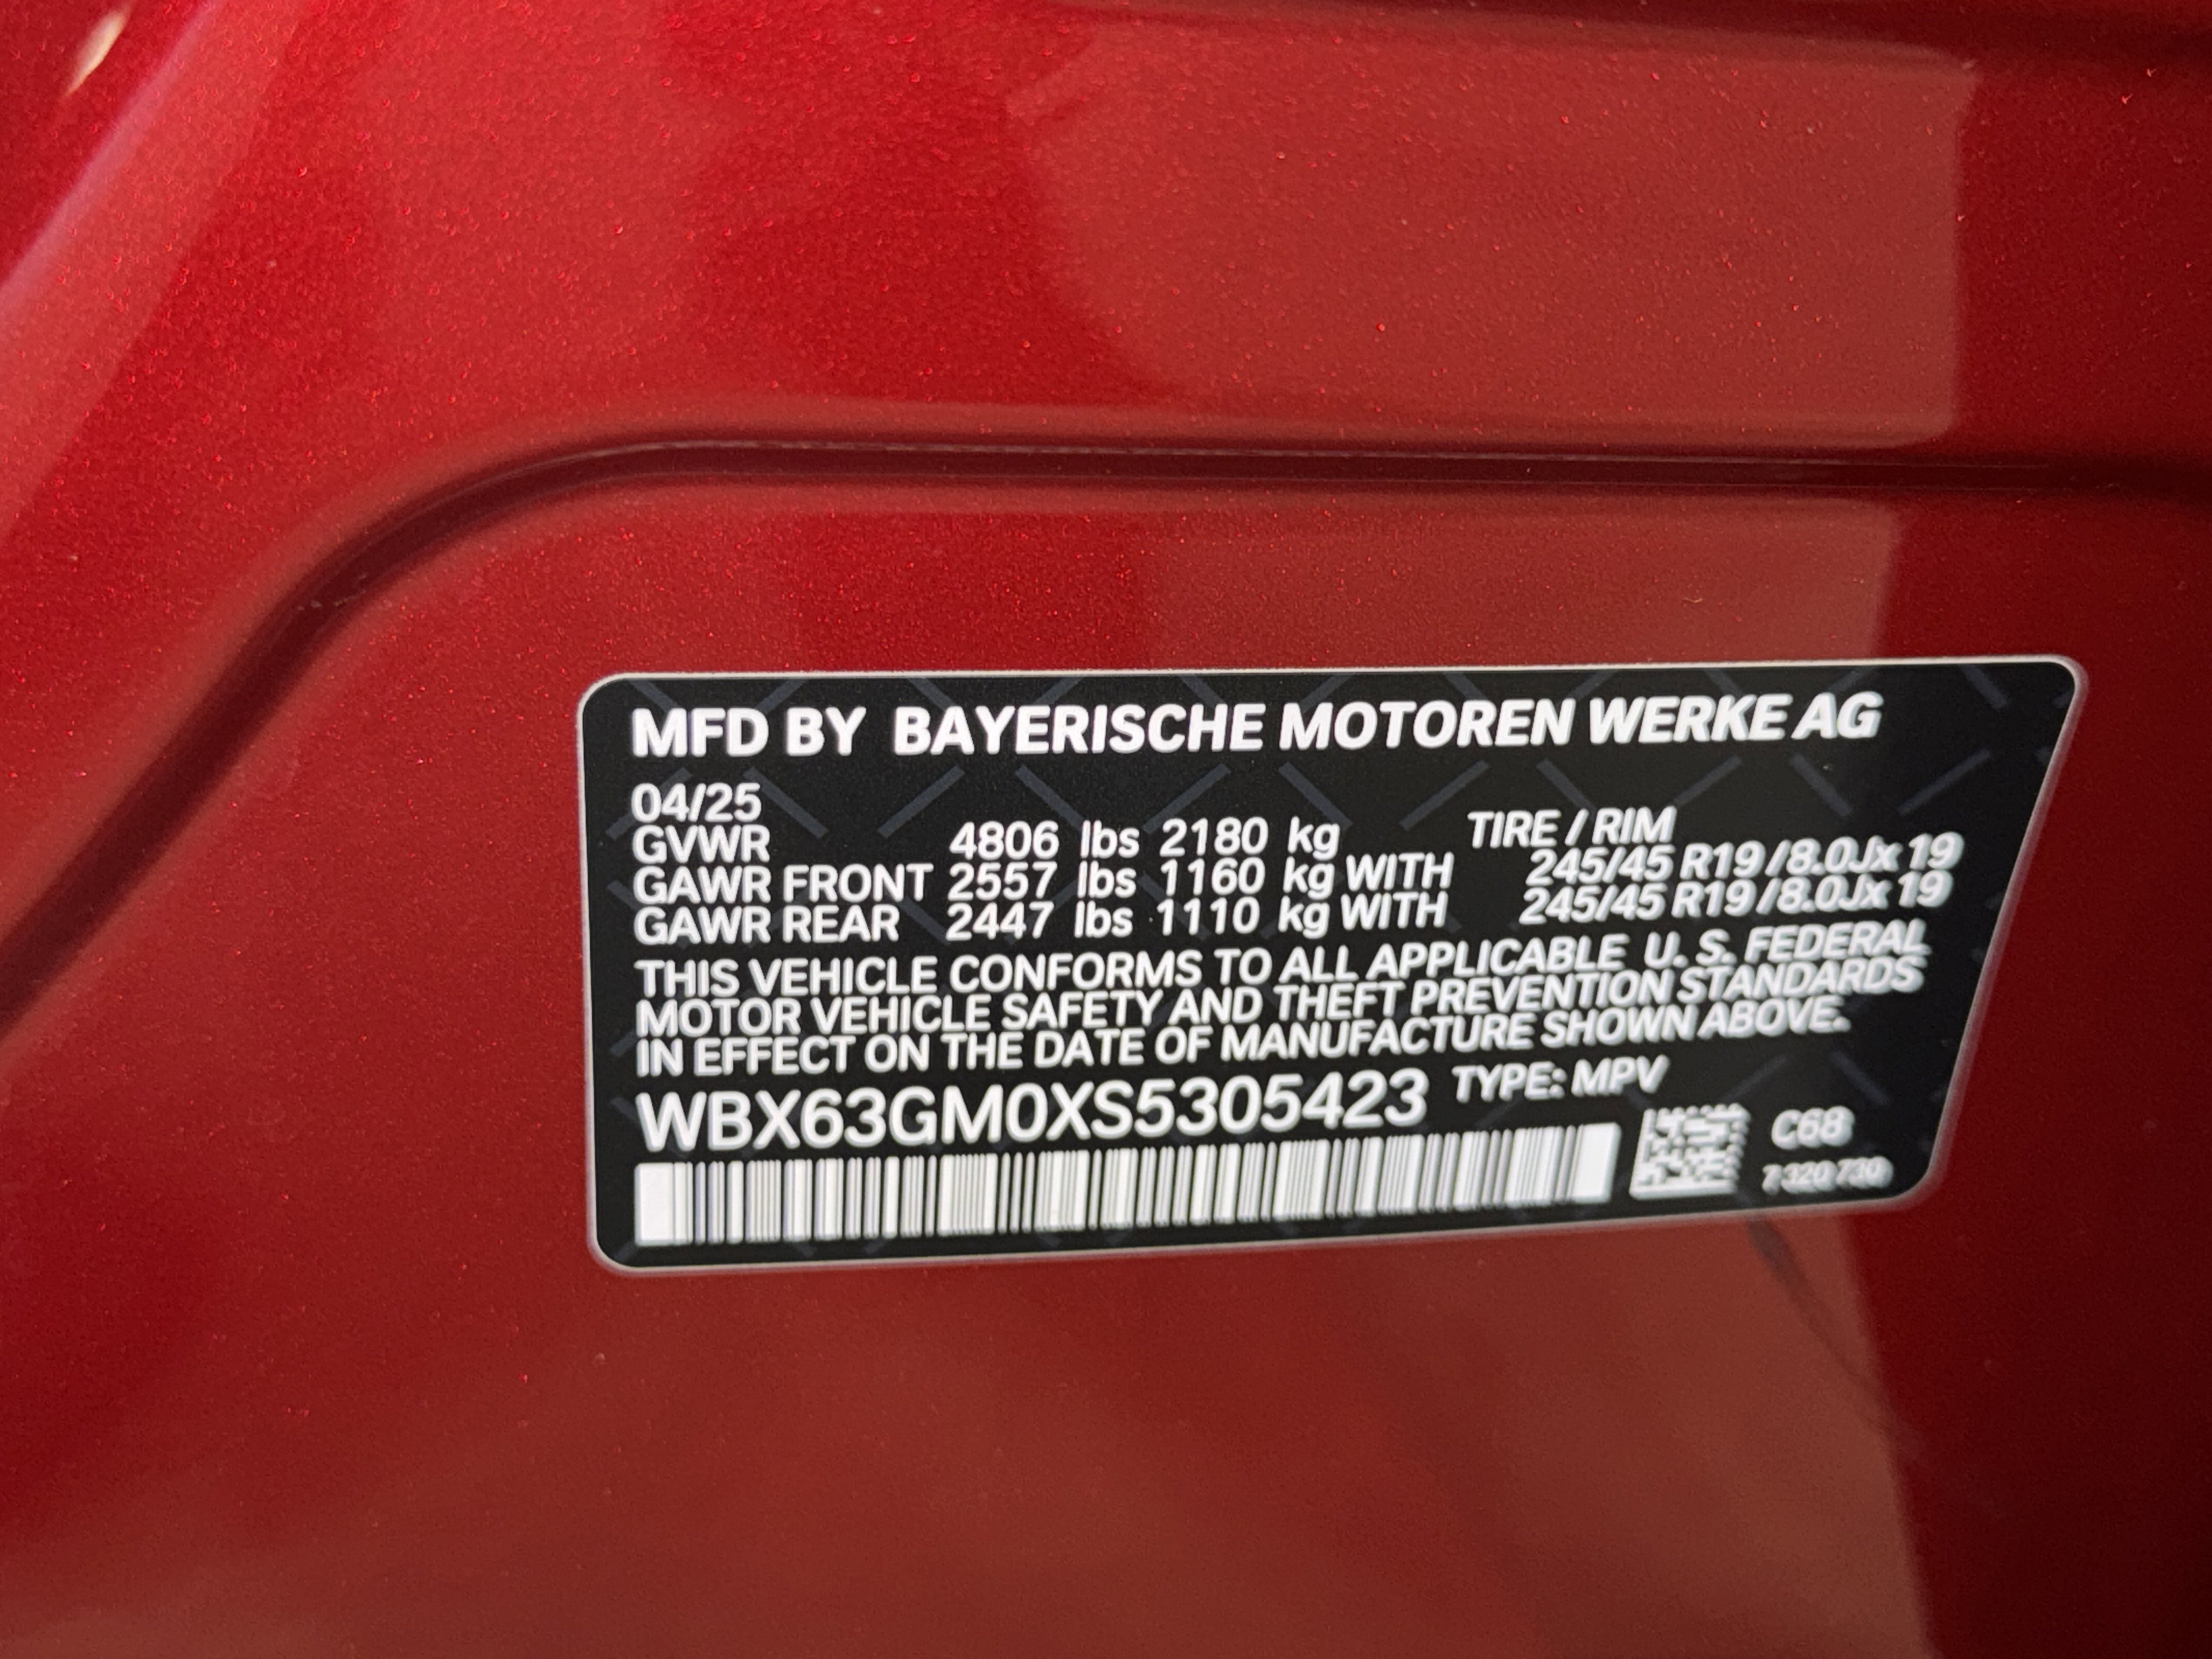 MFD BY BAYERISCHE MOTOREN WERKE AG
04/25
GVWR 4806 lbs 2180 kg TIRE / RIM
GAWR FRONT 2557 lbs 1160 kg WITH 245/45 R19 / 8.0Jx 19
GAWR REAR 2447 lbs 1110 kg WITH 245/45 R19 / 8.0Jx 19
THIS VEHICLE CONFORMS TO ALL APPLICABLE U. S. FEDERAL
MOTOR VEHICLE SAFETY AND THEFT PREVENTION STANDARDS
IN EFFECT ON THE DATE OF MANUFACTURE SHOWN ABOVE.
WBX63GM0XS5305423 TYPE: MPV
C68
7 320 730